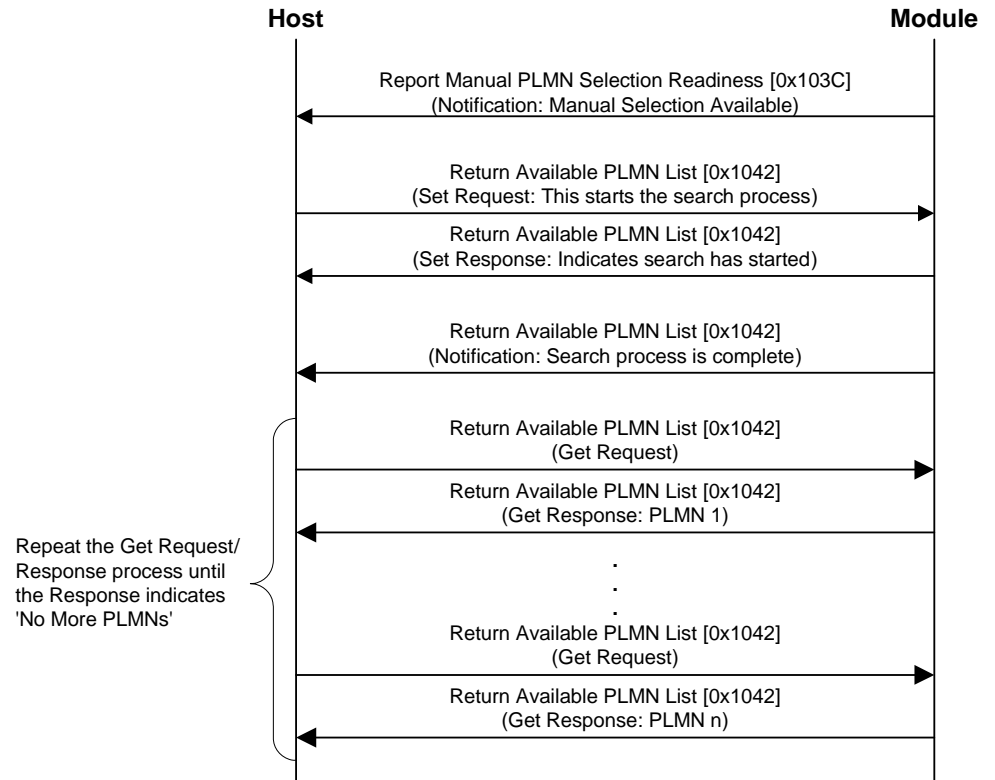 Host
Module
Report Manual PLMN Selection Readiness [0x103C]
(Notification: Manual Selection Available)
Return Available PLMN List [0x1042]
(Set Request: This starts the search process)
Return Available PLMN List [0x1042]
(Set Response: Indicates search has started)
Return Available PLMN List [0x1042]
(Notification: Search process is complete)
Return Available PLMN List [0x1042]
(Get Request)
Return Available PLMN List [0x1042]
(Get Response: PLMN 1)
Repeat the Get Request/
Response process until
the Response indicates
'No More PLMNs'
.
.
.
Return Available PLMN List [0x1042]
(Get Request)
Return Available PLMN List [0x1042]
(Get Response: PLMN n)